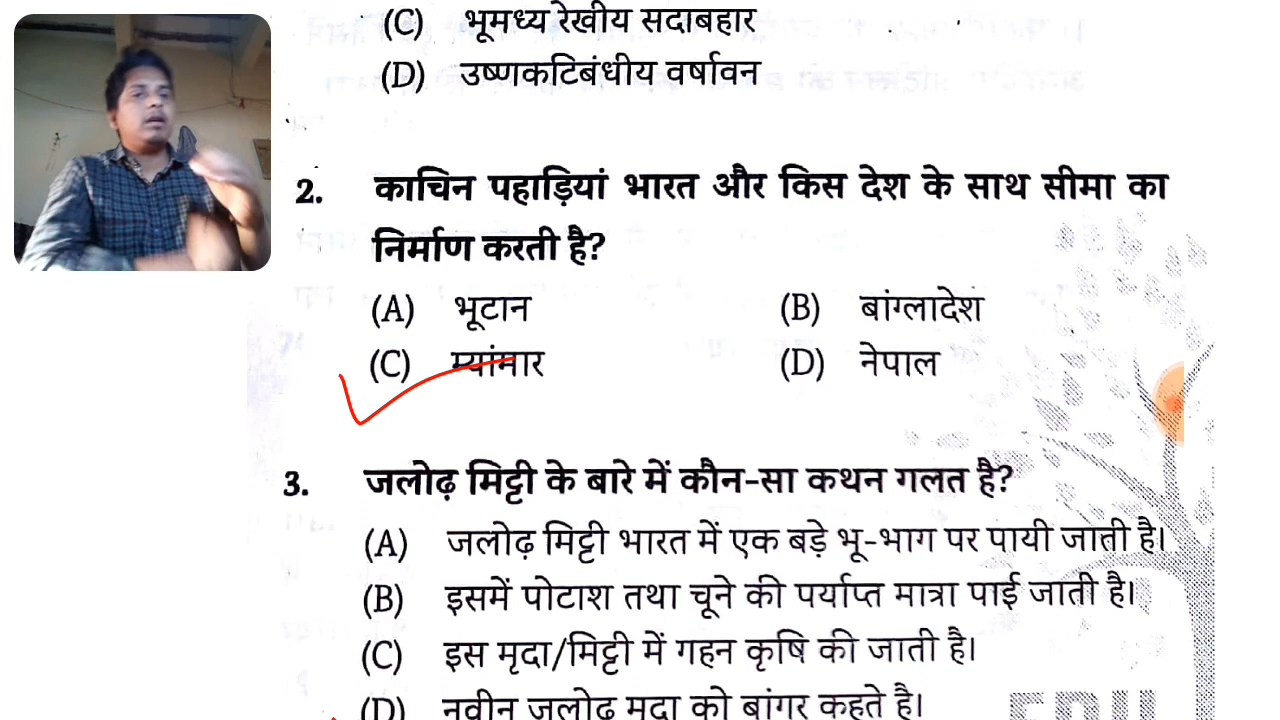 (C) भूमध्य रेखीय सदाबहार
(D) उष्णकटिबंधीय वर्षावन
2. काचिन पहाड़ियां भारत और किस देश के साथ सीमा का
निर्माण करती है?
(A) भूटान (B) बांग्लादेश
(C) म्यांमार (D) नेपाल
3. जलोढ़ मिट्टी के बारे में कौन-सा कथन गलत है?
(A) जलोढ़ मिट्टी भारत में एक बड़े भू-भाग पर पायी जाती है।
(B) इसमें पोटाश तथा चूने की पर्याप्त मात्रा पाई जाती है।
(C) इस मृदा/मिट्टी में गहन कृषि की जाती है।
(D) नवीन जलोढ़ मृदा को बांगर कहते है।